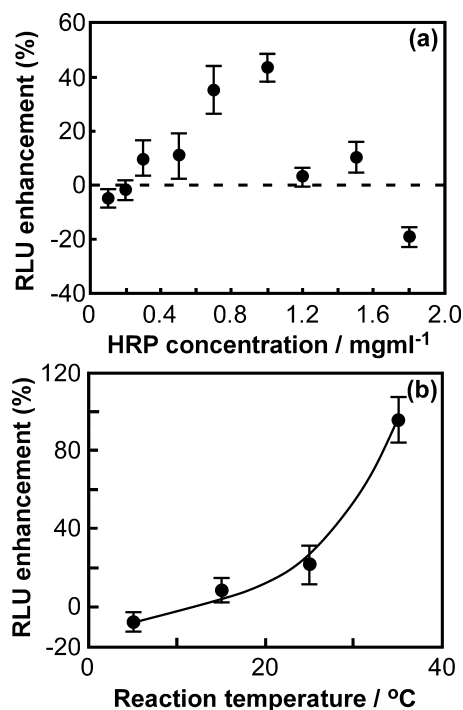 (a)
RLU enhancement (%)
60
40
20
0
-20
-40
0 0.4 0.8 1.2 1.6 2.0
HRP concentration / mgml⁻¹
(b)
RLU enhancement (%)
120
80
40
0
-20
0 20 40
Reaction temperature / ºC